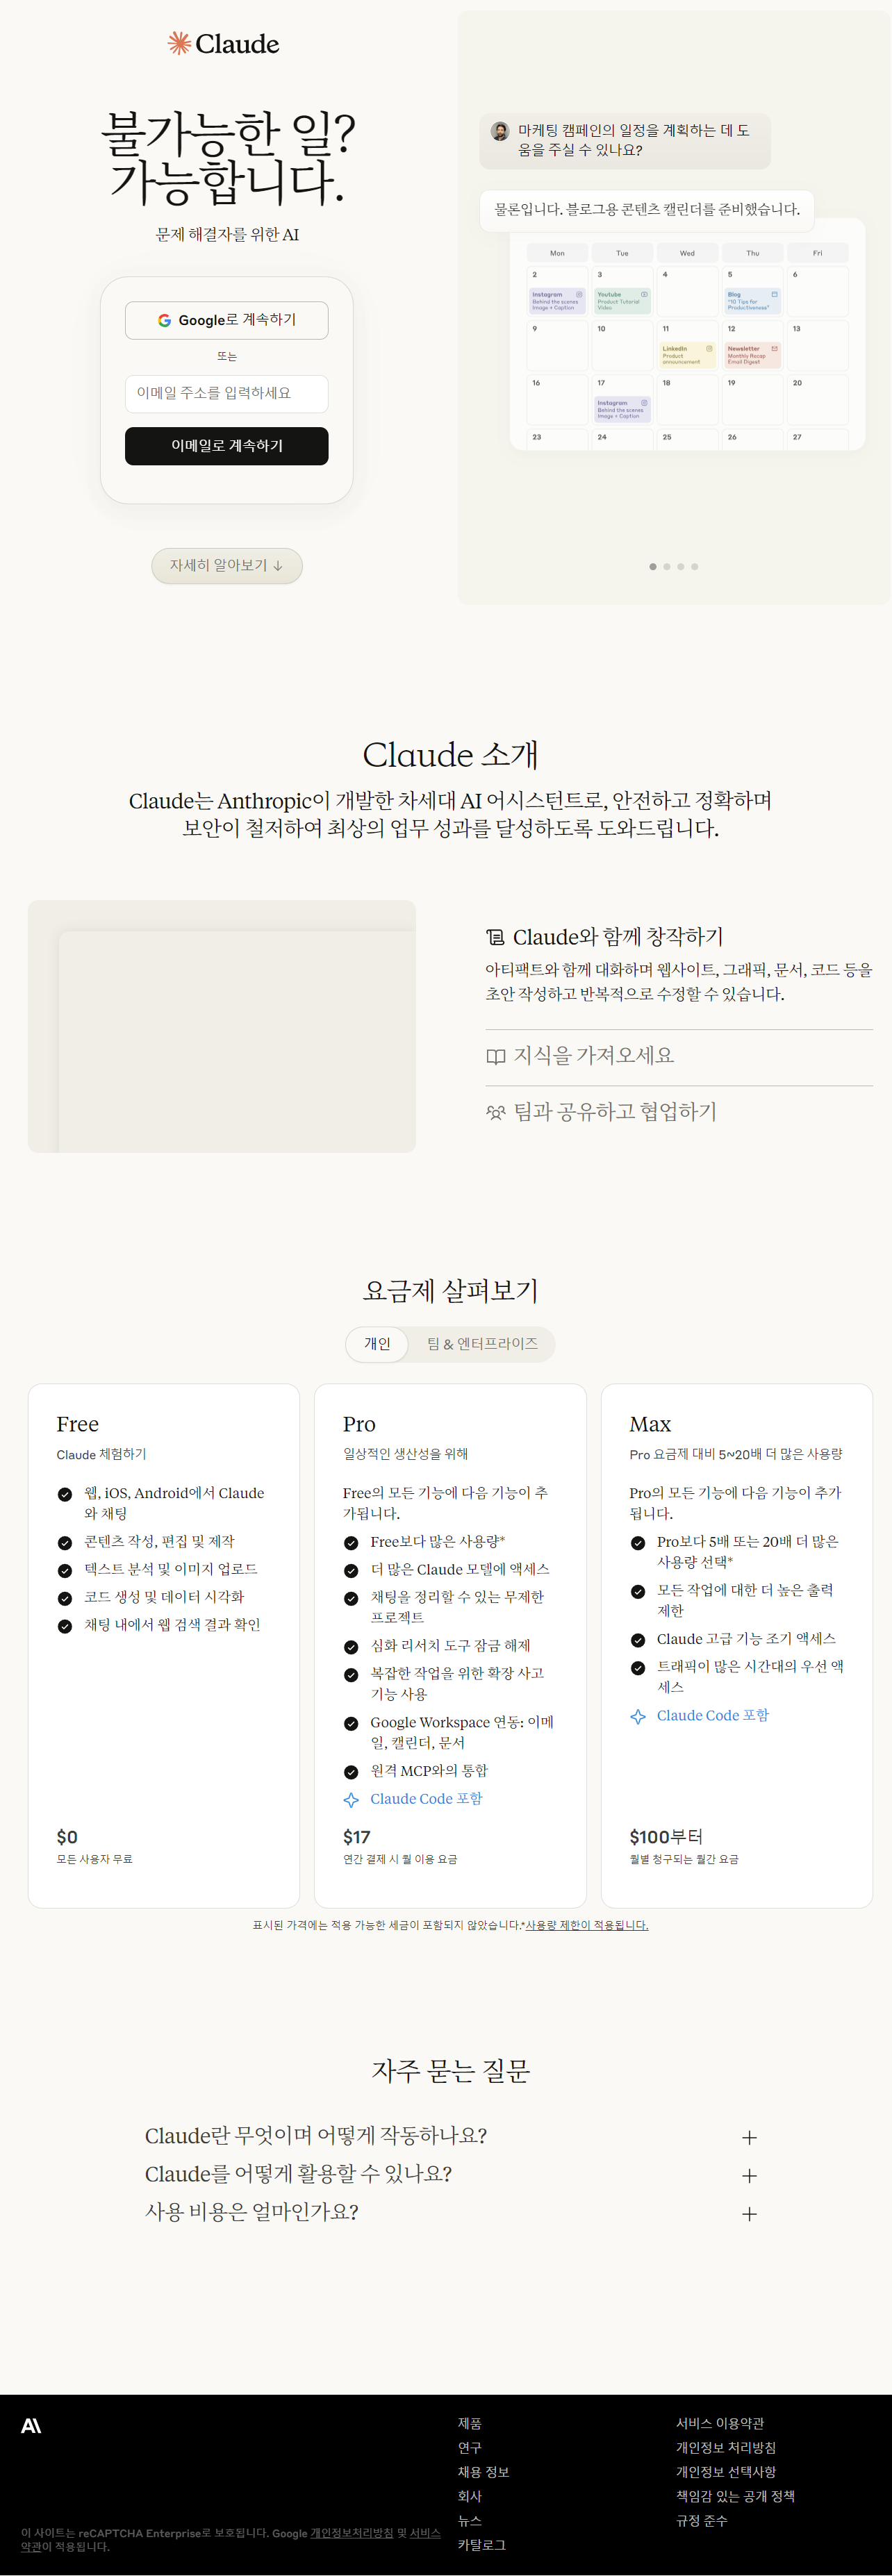 Claude
불가능한 일?
가능합니다.
문제 해결자를 위한 AI
Google로 계속하기
또는
이메일 주소를 입력하세요
이메일로 계속하기
자세히 알아보기 ↓
마케팅 캠페인의 일정을 계획하는 데 도
움을 주실 수 있나요?
물론입니다. 블로그용 콘텐츠 캘린더를 준비했습니다.
Mon Tue Wed Thu Fri
2 3 4 5 6
Instagram
Behind the scenes
Image + Caption
Youtube
Product Tutorial
Video
Blog
"10 Tips for
Productiveness"
9 10 11 12 13
LinkedIn
Product
announcement
Newsletter
Monthly Recap
Email Digest
16 17 18 19 20
Instagram
Behind the scenes
Image + Caption
23 24 25 26 27
Claude 소개
Claude는 Anthropic이 개발한 차세대 AI 어시스턴트로, 안전하고 정확하며
보안이 철저하여 최상의 업무 성과를 달성하도록 도와드립니다.
Claude와 함께 창작하기
아티팩트와 함께 대화하며 웹사이트, 그래픽, 문서, 코드 등을
초안 작성하고 반복적으로 수정할 수 있습니다.
지식을 가져오세요
팀과 공유하고 협업하기
요금제 살펴보기
개인 팀 & 엔터프라이즈
Free
Claude 체험하기
웹, iOS, Android에서 Claude
와 채팅
콘텐츠 작성, 편집 및 제작
텍스트 분석 및 이미지 업로드
코드 생성 및 데이터 시각화
채팅 내에서 웹 검색 결과 확인
$0
모든 사용자 무료
Pro
일상적인 생산성을 위해
Free의 모든 기능에 다음 기능이 추
가됩니다.
Free보다 많은 사용량*
더 많은 Claude 모델에 액세스
채팅을 정리할 수 있는 무제한
프로젝트
심화 리서치 도구 잠금 해제
복잡한 작업을 위한 확장 사고
기능 사용
Google Workspace 연동: 이메
일, 캘린더, 문서
원격 MCP와의 통합
Claude Code 포함
$17
연간 결제 시 월 이용 요금
Max
Pro 요금제 대비 5~20배 더 많은 사용량
Pro의 모든 기능에 다음 기능이 추가
됩니다.
Pro보다 5배 또는 20배 더 많은
사용량 선택*
모든 작업에 대한 더 높은 출력
제한
Claude 고급 기능 조기 액세스
트래픽이 많은 시간대의 우선 액
세스
Claude Code 포함
$100부터
월별 청구되는 월간 요금
표시된 가격에는 적용 가능한 세금이 포함되지 않았습니다.*사용량 제한이 적용됩니다.
자주 묻는 질문
Claude란 무엇이며 어떻게 작동하나요?
Claude를 어떻게 활용할 수 있나요?
사용 비용은 얼마인가요?
제품
연구
채용 정보
회사
뉴스
카탈로그
서비스 이용약관
개인정보 처리방침
개인정보 선택사항
책임감 있는 공개 정책
규정 준수
이 사이트는 reCAPTCHA Enterprise로 보호됩니다. Google 개인정보처리방침 및 서비스
약관이 적용됩니다.